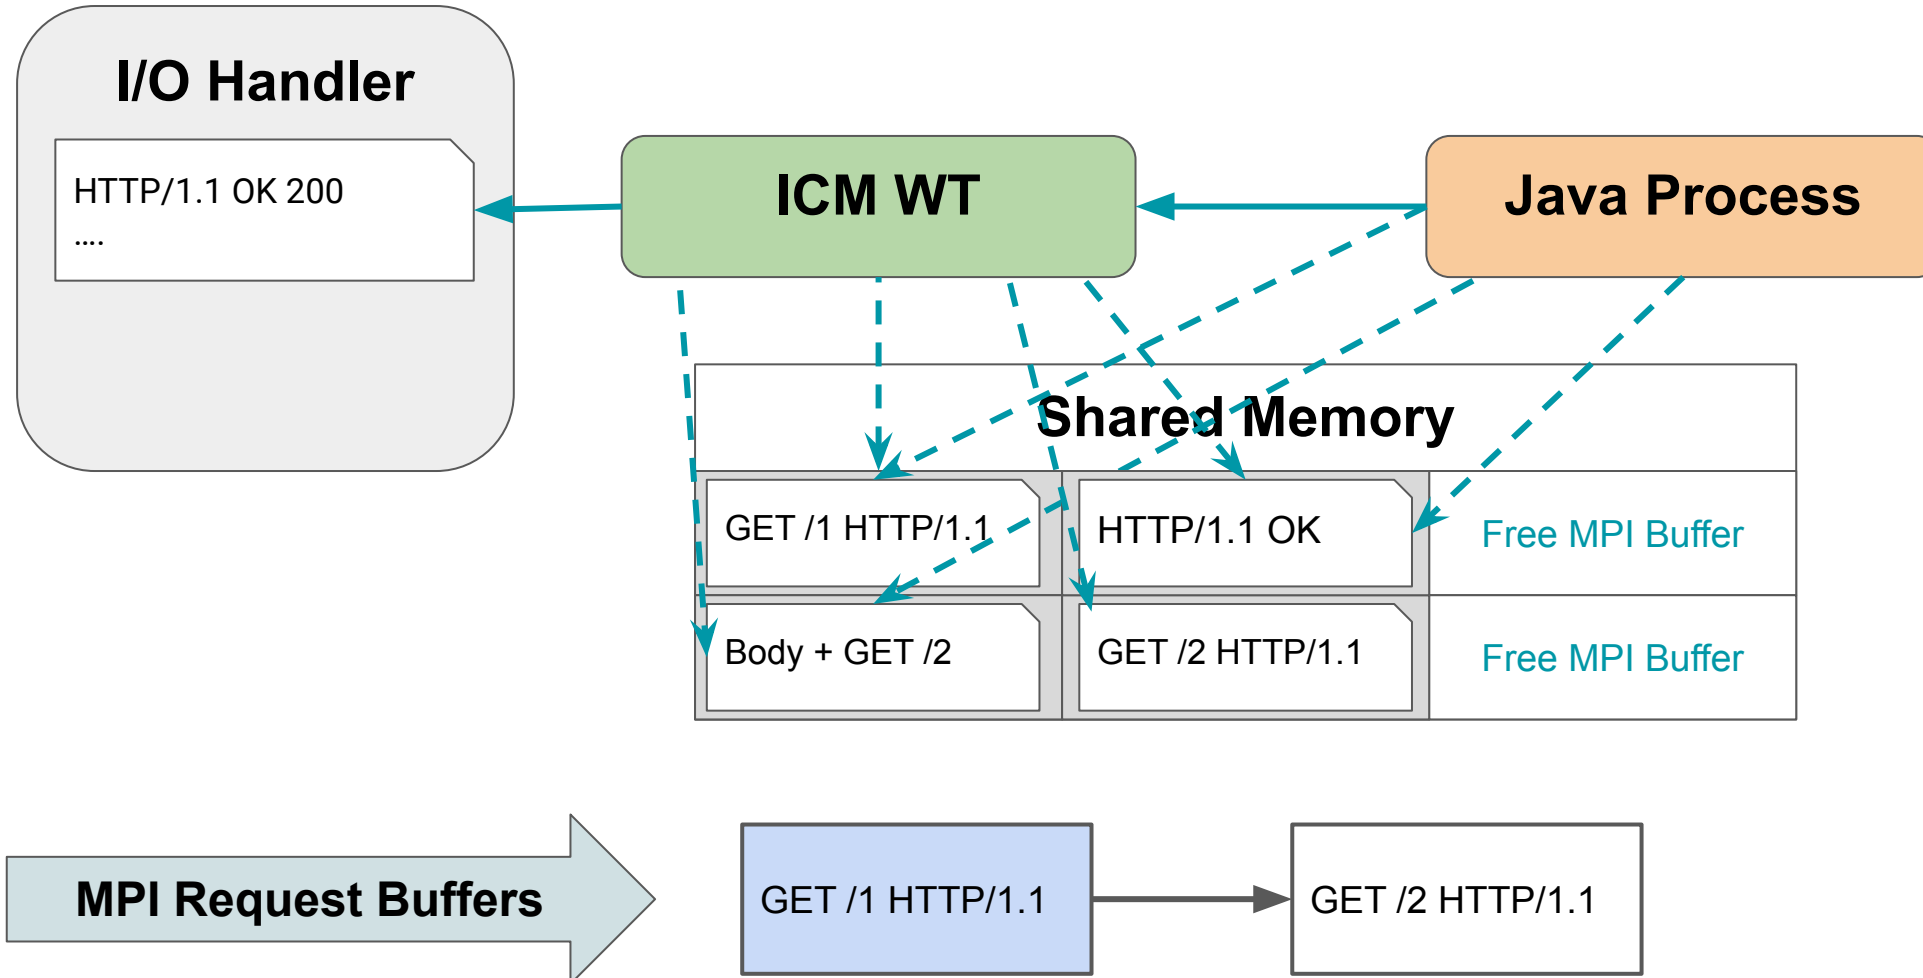 I/O Handler
HTTP/1.1 OK 200
....
ICM WT
Java Process
Shared Memory
GET /1 HTTP/1.1
HTTP/1.1 OK
Free MPI Buffer
Body + GET /2
GET /2 HTTP/1.1
Free MPI Buffer
MPI Request Buffers
GET /1 HTTP/1.1
GET /2 HTTP/1.1